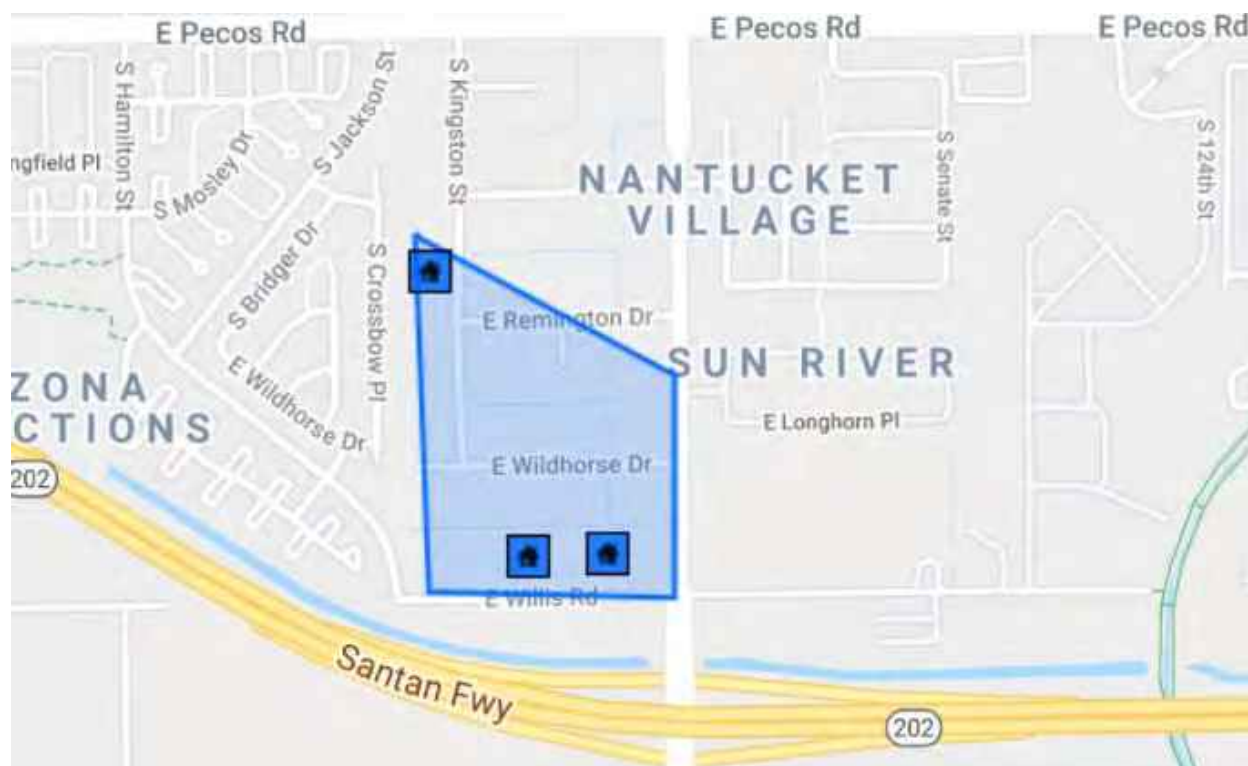 E Pecos Rd
E Pecos Rd
E Pecos Rd
S Hamilton St
S Mosley Dr
S Jackson St
S Kingston St
ngfield Pl
NANTUCKET
VILLAGE
S Senate St
S 124th St
S Bridger Dr
S Crossbow Pl
E Remington Dr
SUN RIVER
E Wildhorse Dr
ZONA
CTIONS
E Longhorn Pl
E Wildhorse Dr
202
E Willis Rd
Santan Fwy
202